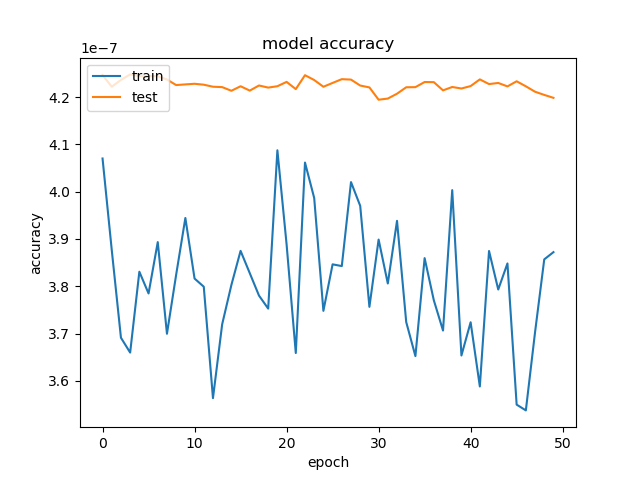 model accuracy
1e−7
train
test
4.2
4.1
4.0
3.9
3.8
3.7
3.6
accuracy
0 10 20 30 40 50
epoch